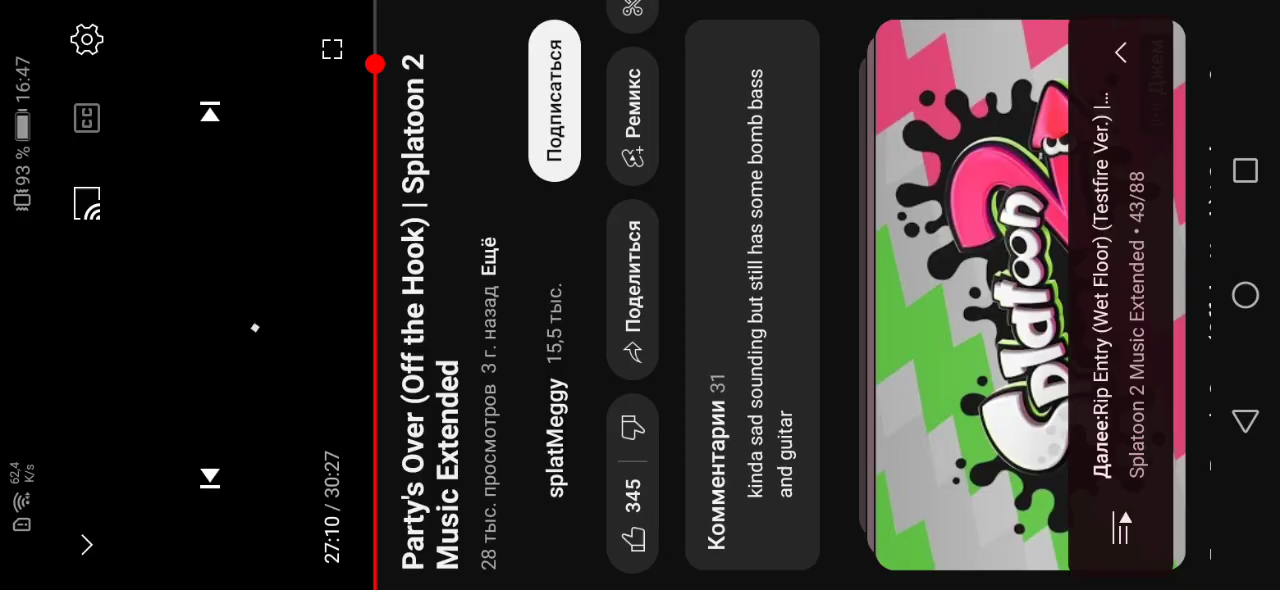 62,4
K/s
93 % 16:47
CC
27:10 / 30:27
Party's Over (Off the Hook) | Splatoon 2
Music Extended
28 тыс. просмотров 3 г. назад Ещё
splatMeggy 15,5 тыс.
Подписаться
345
Поделиться
Ремикс
Комментарии 31
kinda sad sounding but still has some bomb bass
and guitar
Splatoon 2
Джем
Далее:Rip Entry (Wet Floor) (Testfire Ver.) |...
Splatoon 2 Music Extended • 43/88